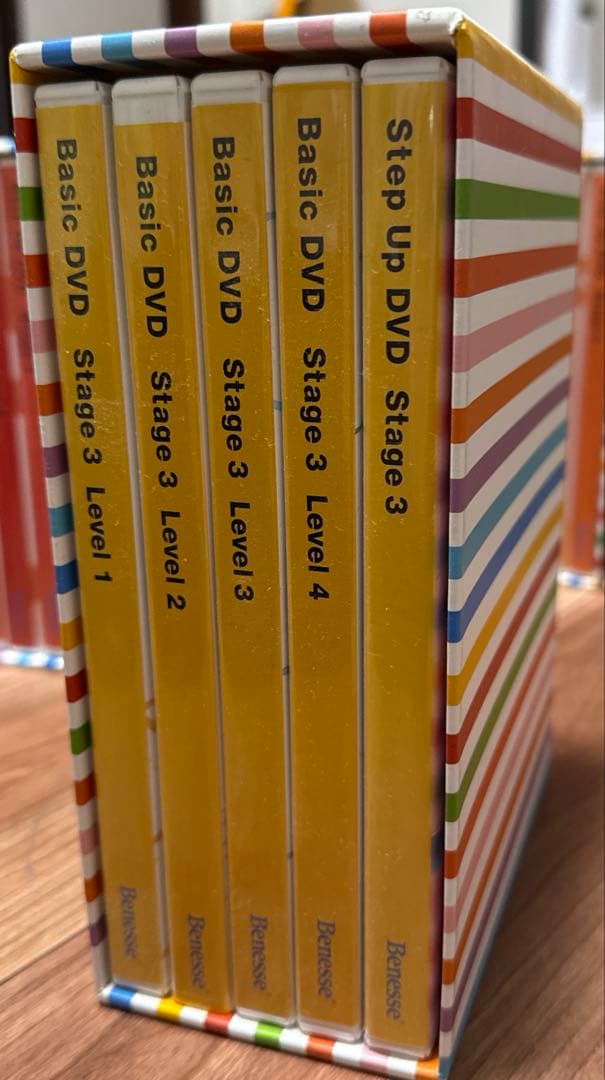 Basic DVD Stage 3 Level 1
Benesse
Basic DVD Stage 3 Level 2
Benesse
Basic DVD Stage 3 Level 3
Benesse
Basic DVD Stage 3 Level 4
Benesse
Step Up DVD Stage 3
Benesse